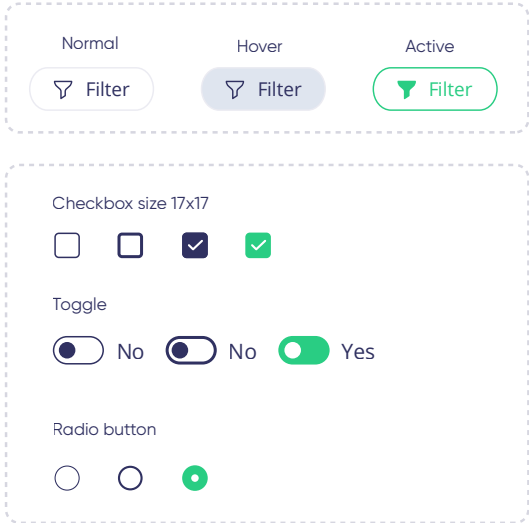 Normal
Hover
Active
Filter
Filter
Filter
Checkbox size 17x17
Toggle
No
No
Yes
Radio button